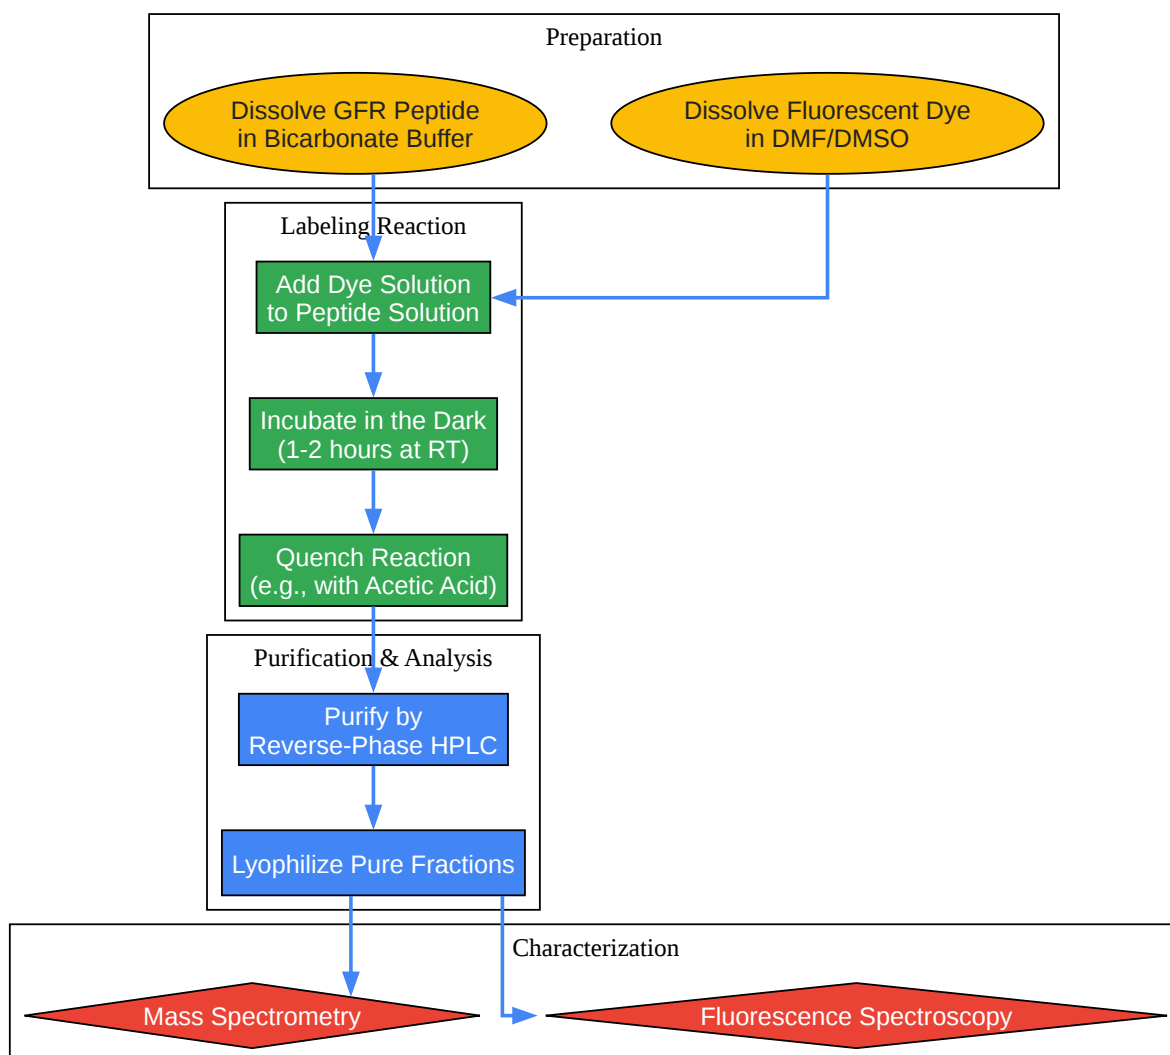 Preparation
Dissolve GFR Peptide
in Bicarbonate Buffer
Dissolve Fluorescent Dye
in DMF/DMSO
Labeling Reaction
Add Dye Solution
to Peptide Solution
Incubate in the Dark
(1-2 hours at RT)
Quench Reaction
(e.g., with Acetic Acid)
Purification & Analysis
Purify by
Reverse-Phase HPLC
Lyophilize Pure Fractions
Characterization
Mass Spectrometry
Fluorescence Spectroscopy